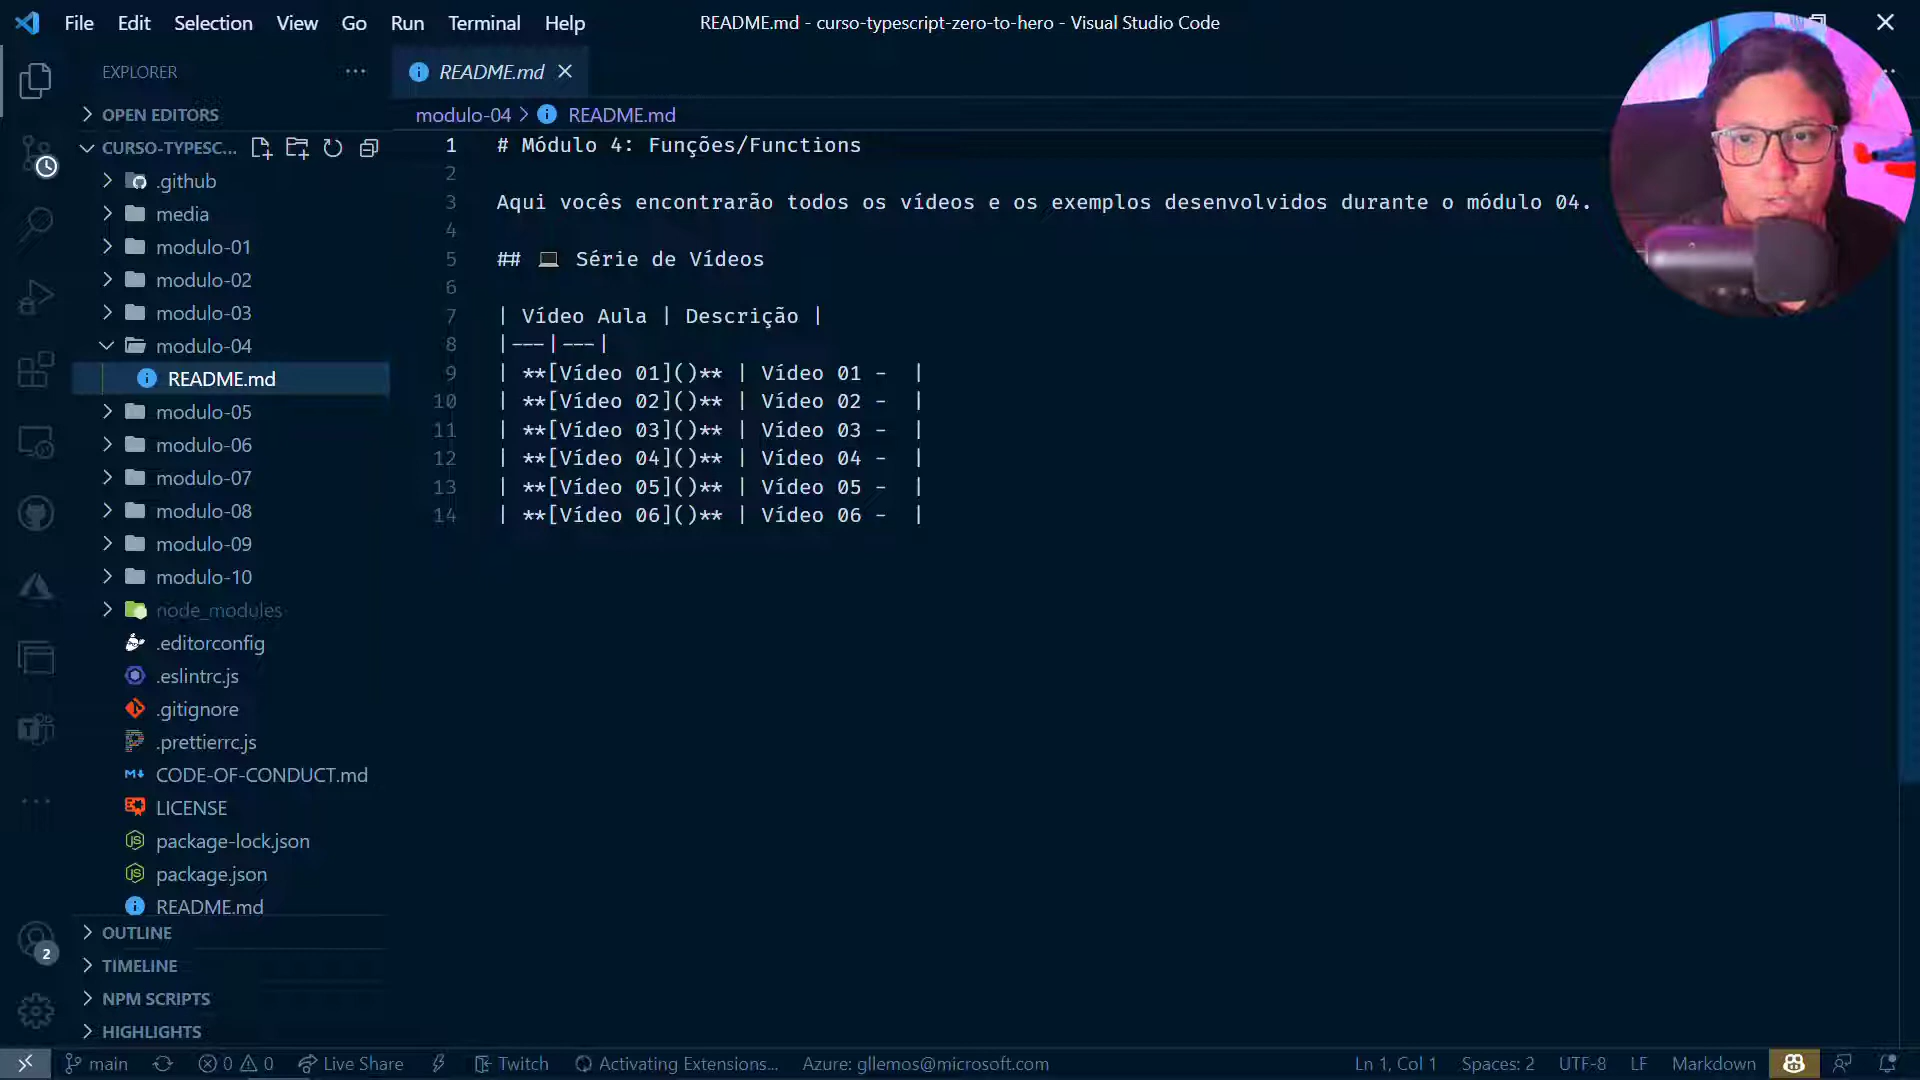 File Edit Selection View Go Run Terminal Help README.md - curso-typescript-zero-to-hero - Visual Studio Code
EXPLORER
README.md
OPEN EDITORS
modulo-04 > README.md
CURSO-TYPESC...
.github
media
modulo-01
modulo-02
modulo-03
modulo-04
README.md
modulo-05
modulo-06
modulo-07
modulo-08
modulo-09
modulo-10
node_modules
.editorconfig
.eslintrc.js
.gitignore
.prettierrc.js
CODE-OF-CONDUCT.md
LICENSE
package-lock.json
package.json
README.md
OUTLINE
TIMELINE
NPM SCRIPTS
HIGHLIGHTS
2
1 # Módulo 4: Funções/Functions
2
3 Aqui vocês encontrarão todos os vídeos e os exemplos desenvolvidos durante o módulo 04.
4
5 ## 💻 Série de Vídeos
6
7 | Vídeo Aula | Descrição |
8 |---|---|
9 | **[Vídeo 01]()** | Vídeo 01 - |
10 | **[Vídeo 02]()** | Vídeo 02 - |
11 | **[Vídeo 03]()** | Vídeo 03 - |
12 | **[Vídeo 04]()** | Vídeo 04 - |
13 | **[Vídeo 05]()** | Vídeo 05 - |
14 | **[Vídeo 06]()** | Vídeo 06 - |
main 0 0 Live Share Twitch Activating Extensions... Azure: gllemos@microsoft.com Ln 1, Col 1 Spaces: 2 UTF-8 LF Markdown